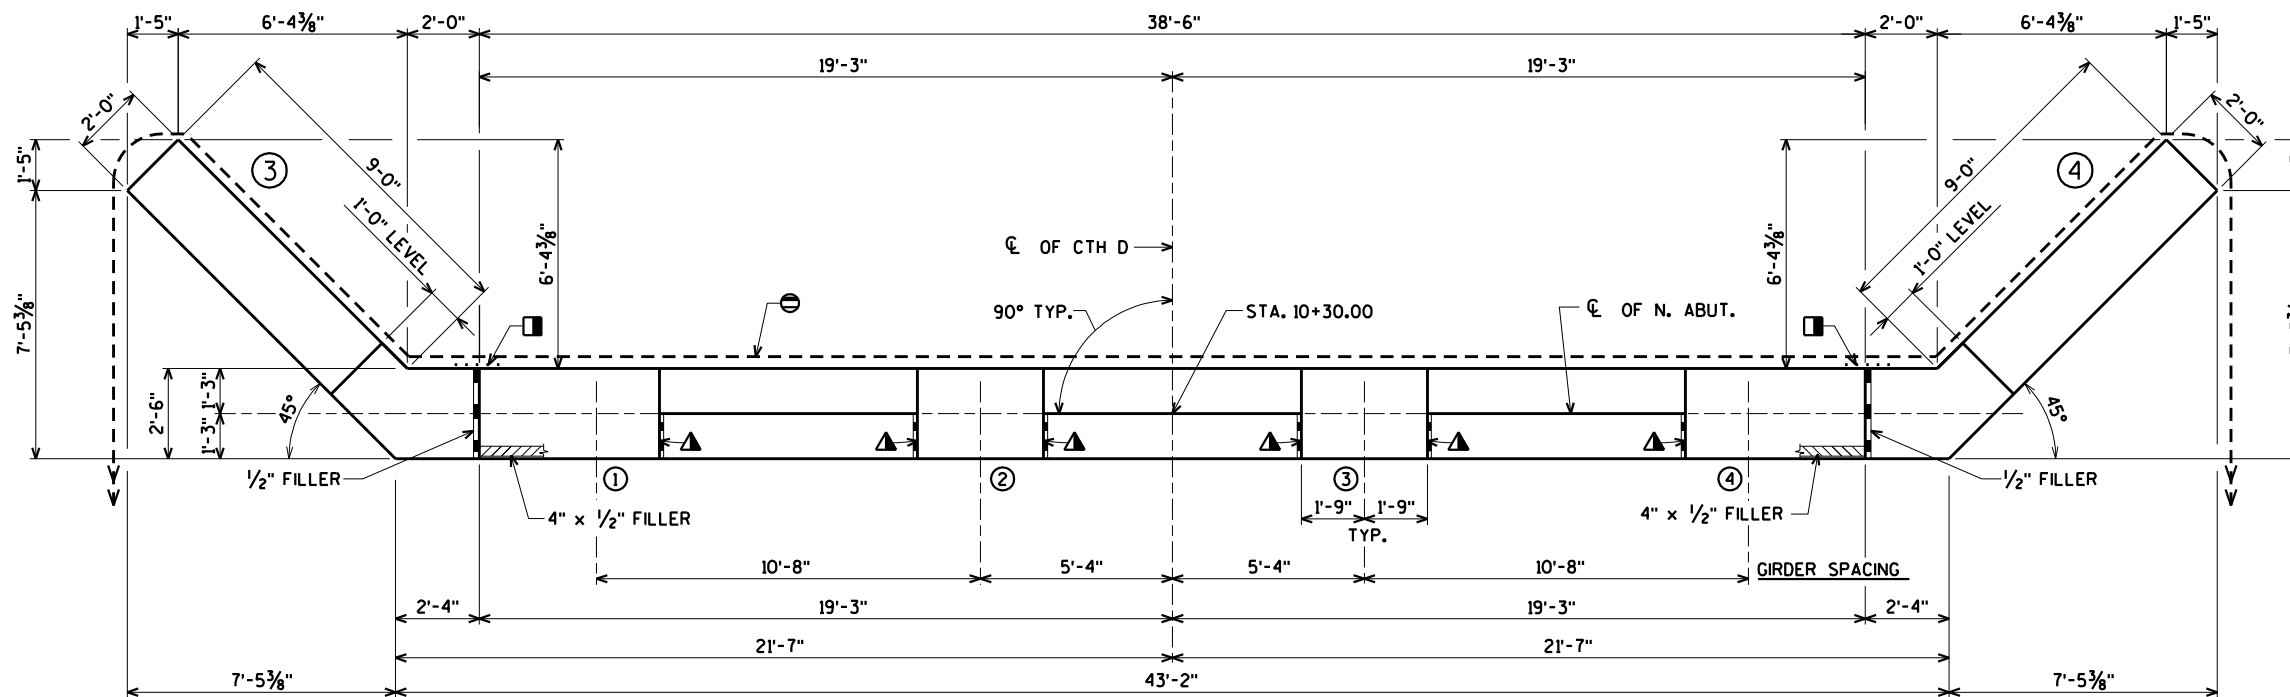 1'-5" 6'-4⅜" 2'-0" 38'-6" 2'-0" 6'-4⅜" 1'-5"
19'-3" 19'-3"
2'-0" 2'-0"
1'-5"
3 4
9'-0" 9'-0"
1'-0" LEVEL 1'-0" LEVEL
6'-4⅜" 6'-4⅜"
℄ OF CTH D
7'-5⅜"
90° TYP. STA. 10+30.00 ℄ OF N. ABUT.
2'-6" 1'-3" 45° 45°
1'-3"
½" FILLER 1 2 3 4 ½" FILLER
4" x ½" FILLER 1'-9" 1'-9" 4" x ½" FILLER
TYP.
10'-8" 5'-4" 5'-4" 10'-8" GIRDER SPACING
2'-4" 19'-3" 19'-3" 2'-4"
21'-7" 21'-7"
7'-5⅜" 43'-2" 7'-5⅜"